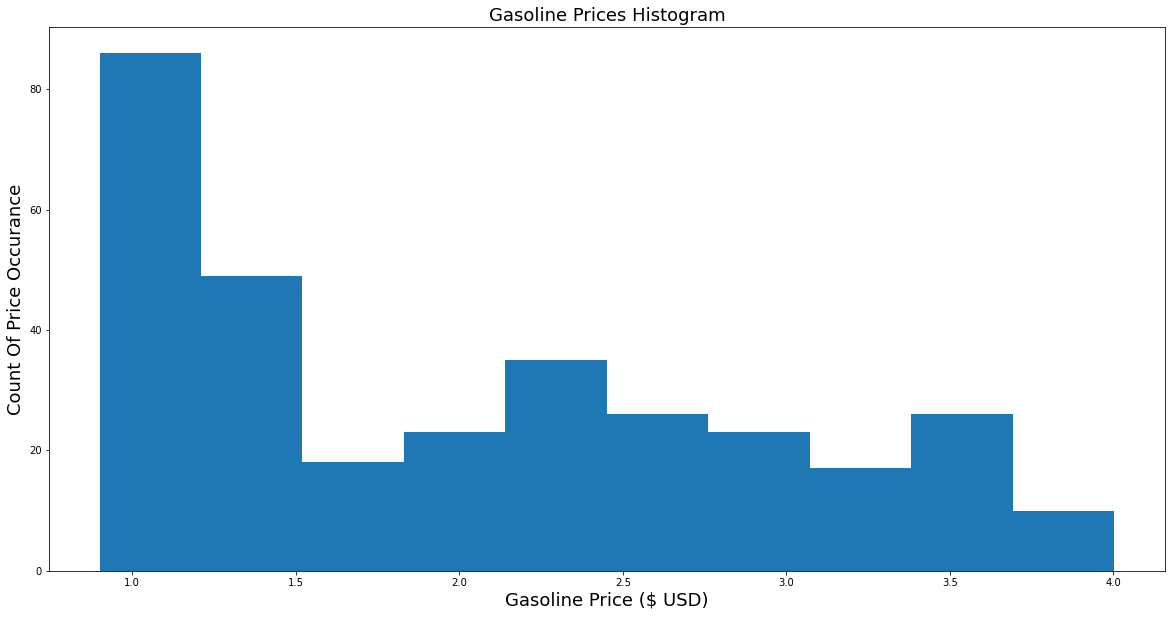 Gasoline Prices Histogram
Count Of Price Occurance
80
60
40
20
0
1.0 1.5 2.0 2.5 3.0 3.5 4.0
Gasoline Price ($ USD)